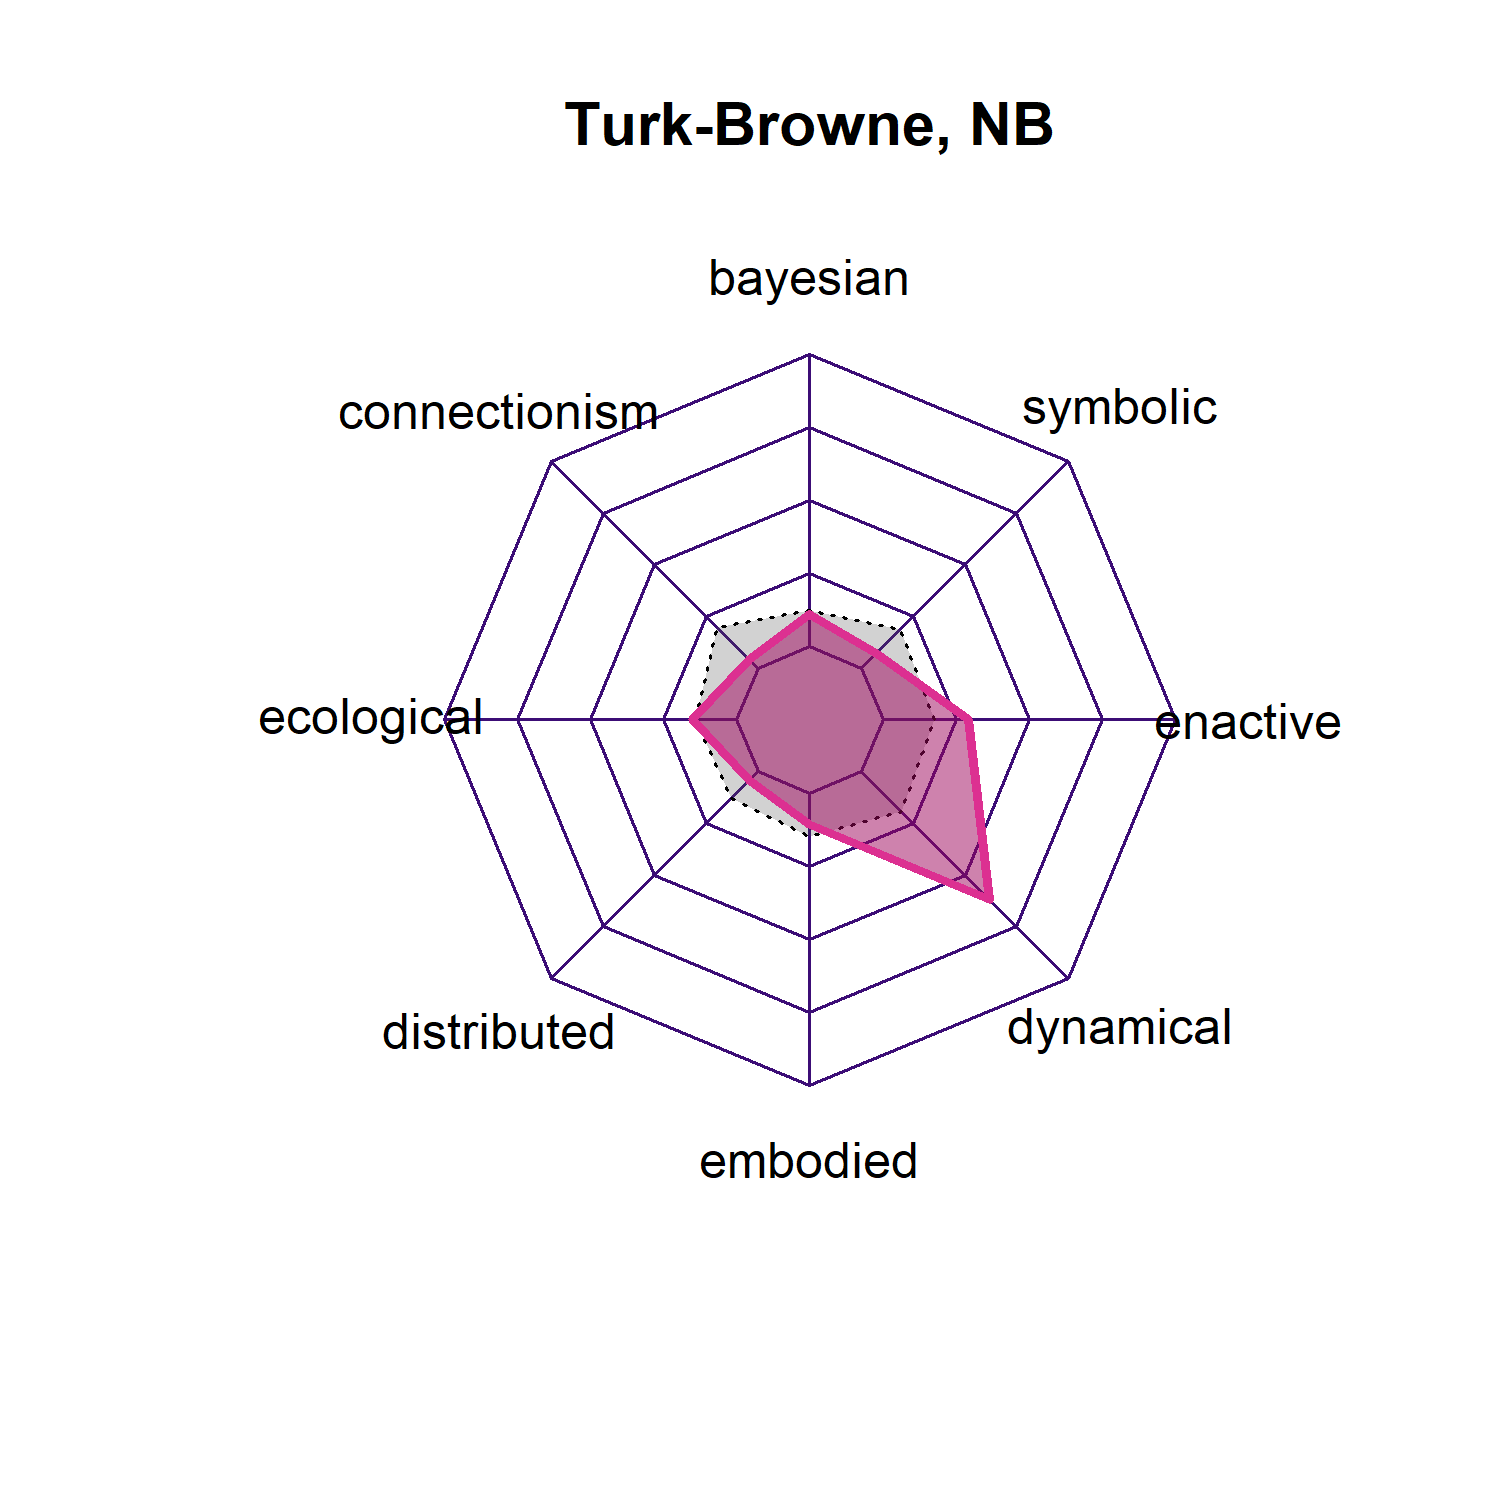 Turk-Browne, NB
bayesian
connectionism
symbolic
ecological
enactive
distributed
dynamical
embodied